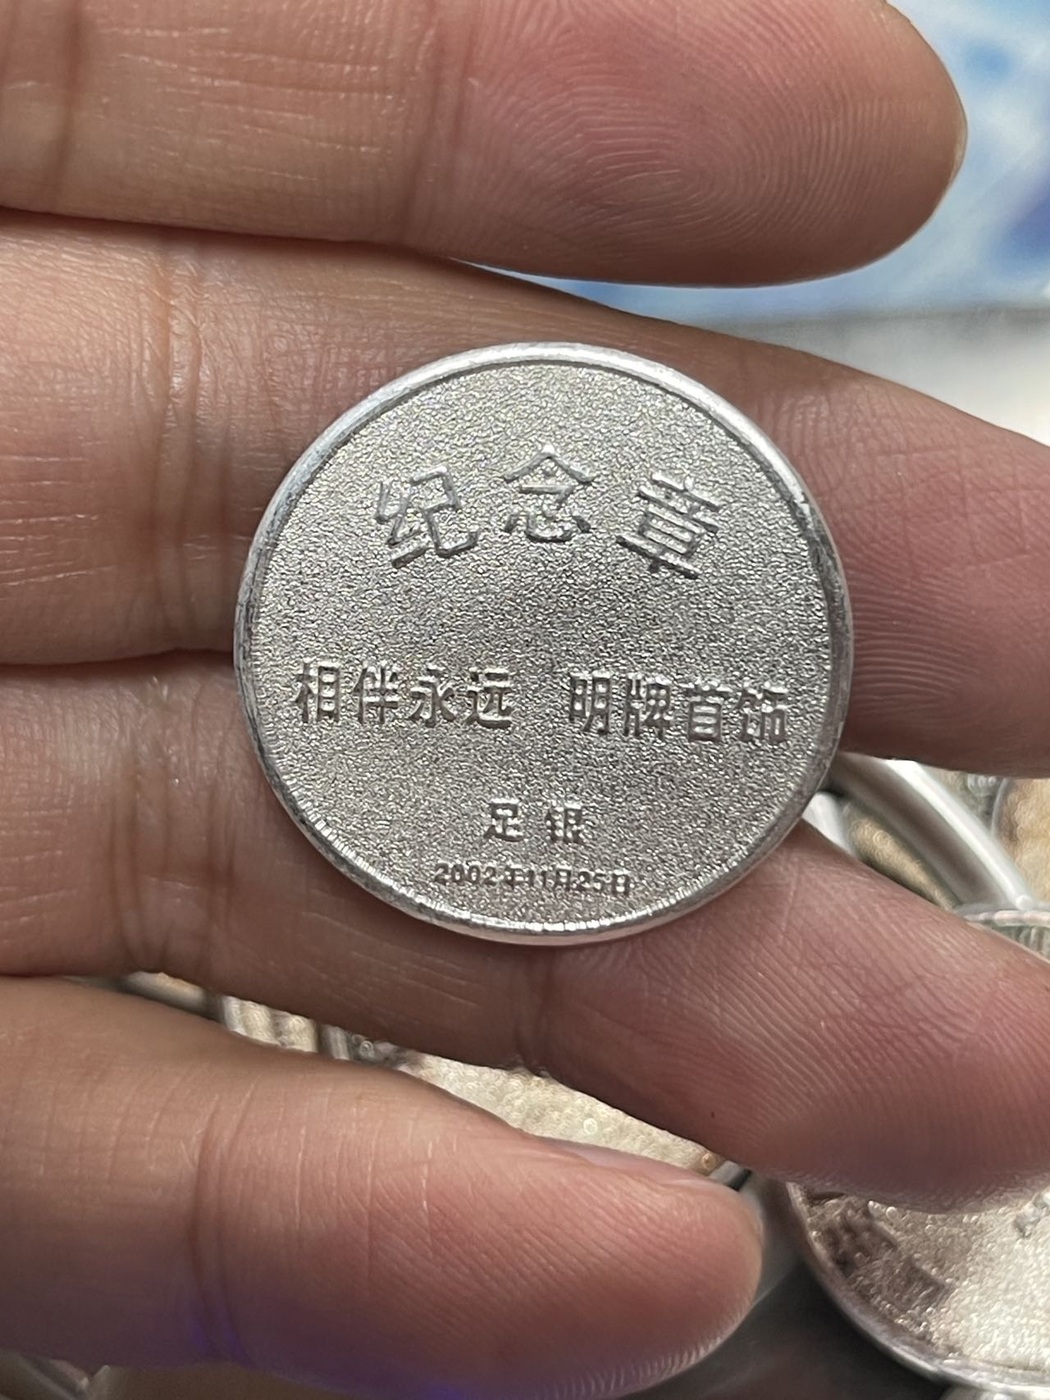 纪念章
相伴永远 明牌首饰
足银
2002年11月25日